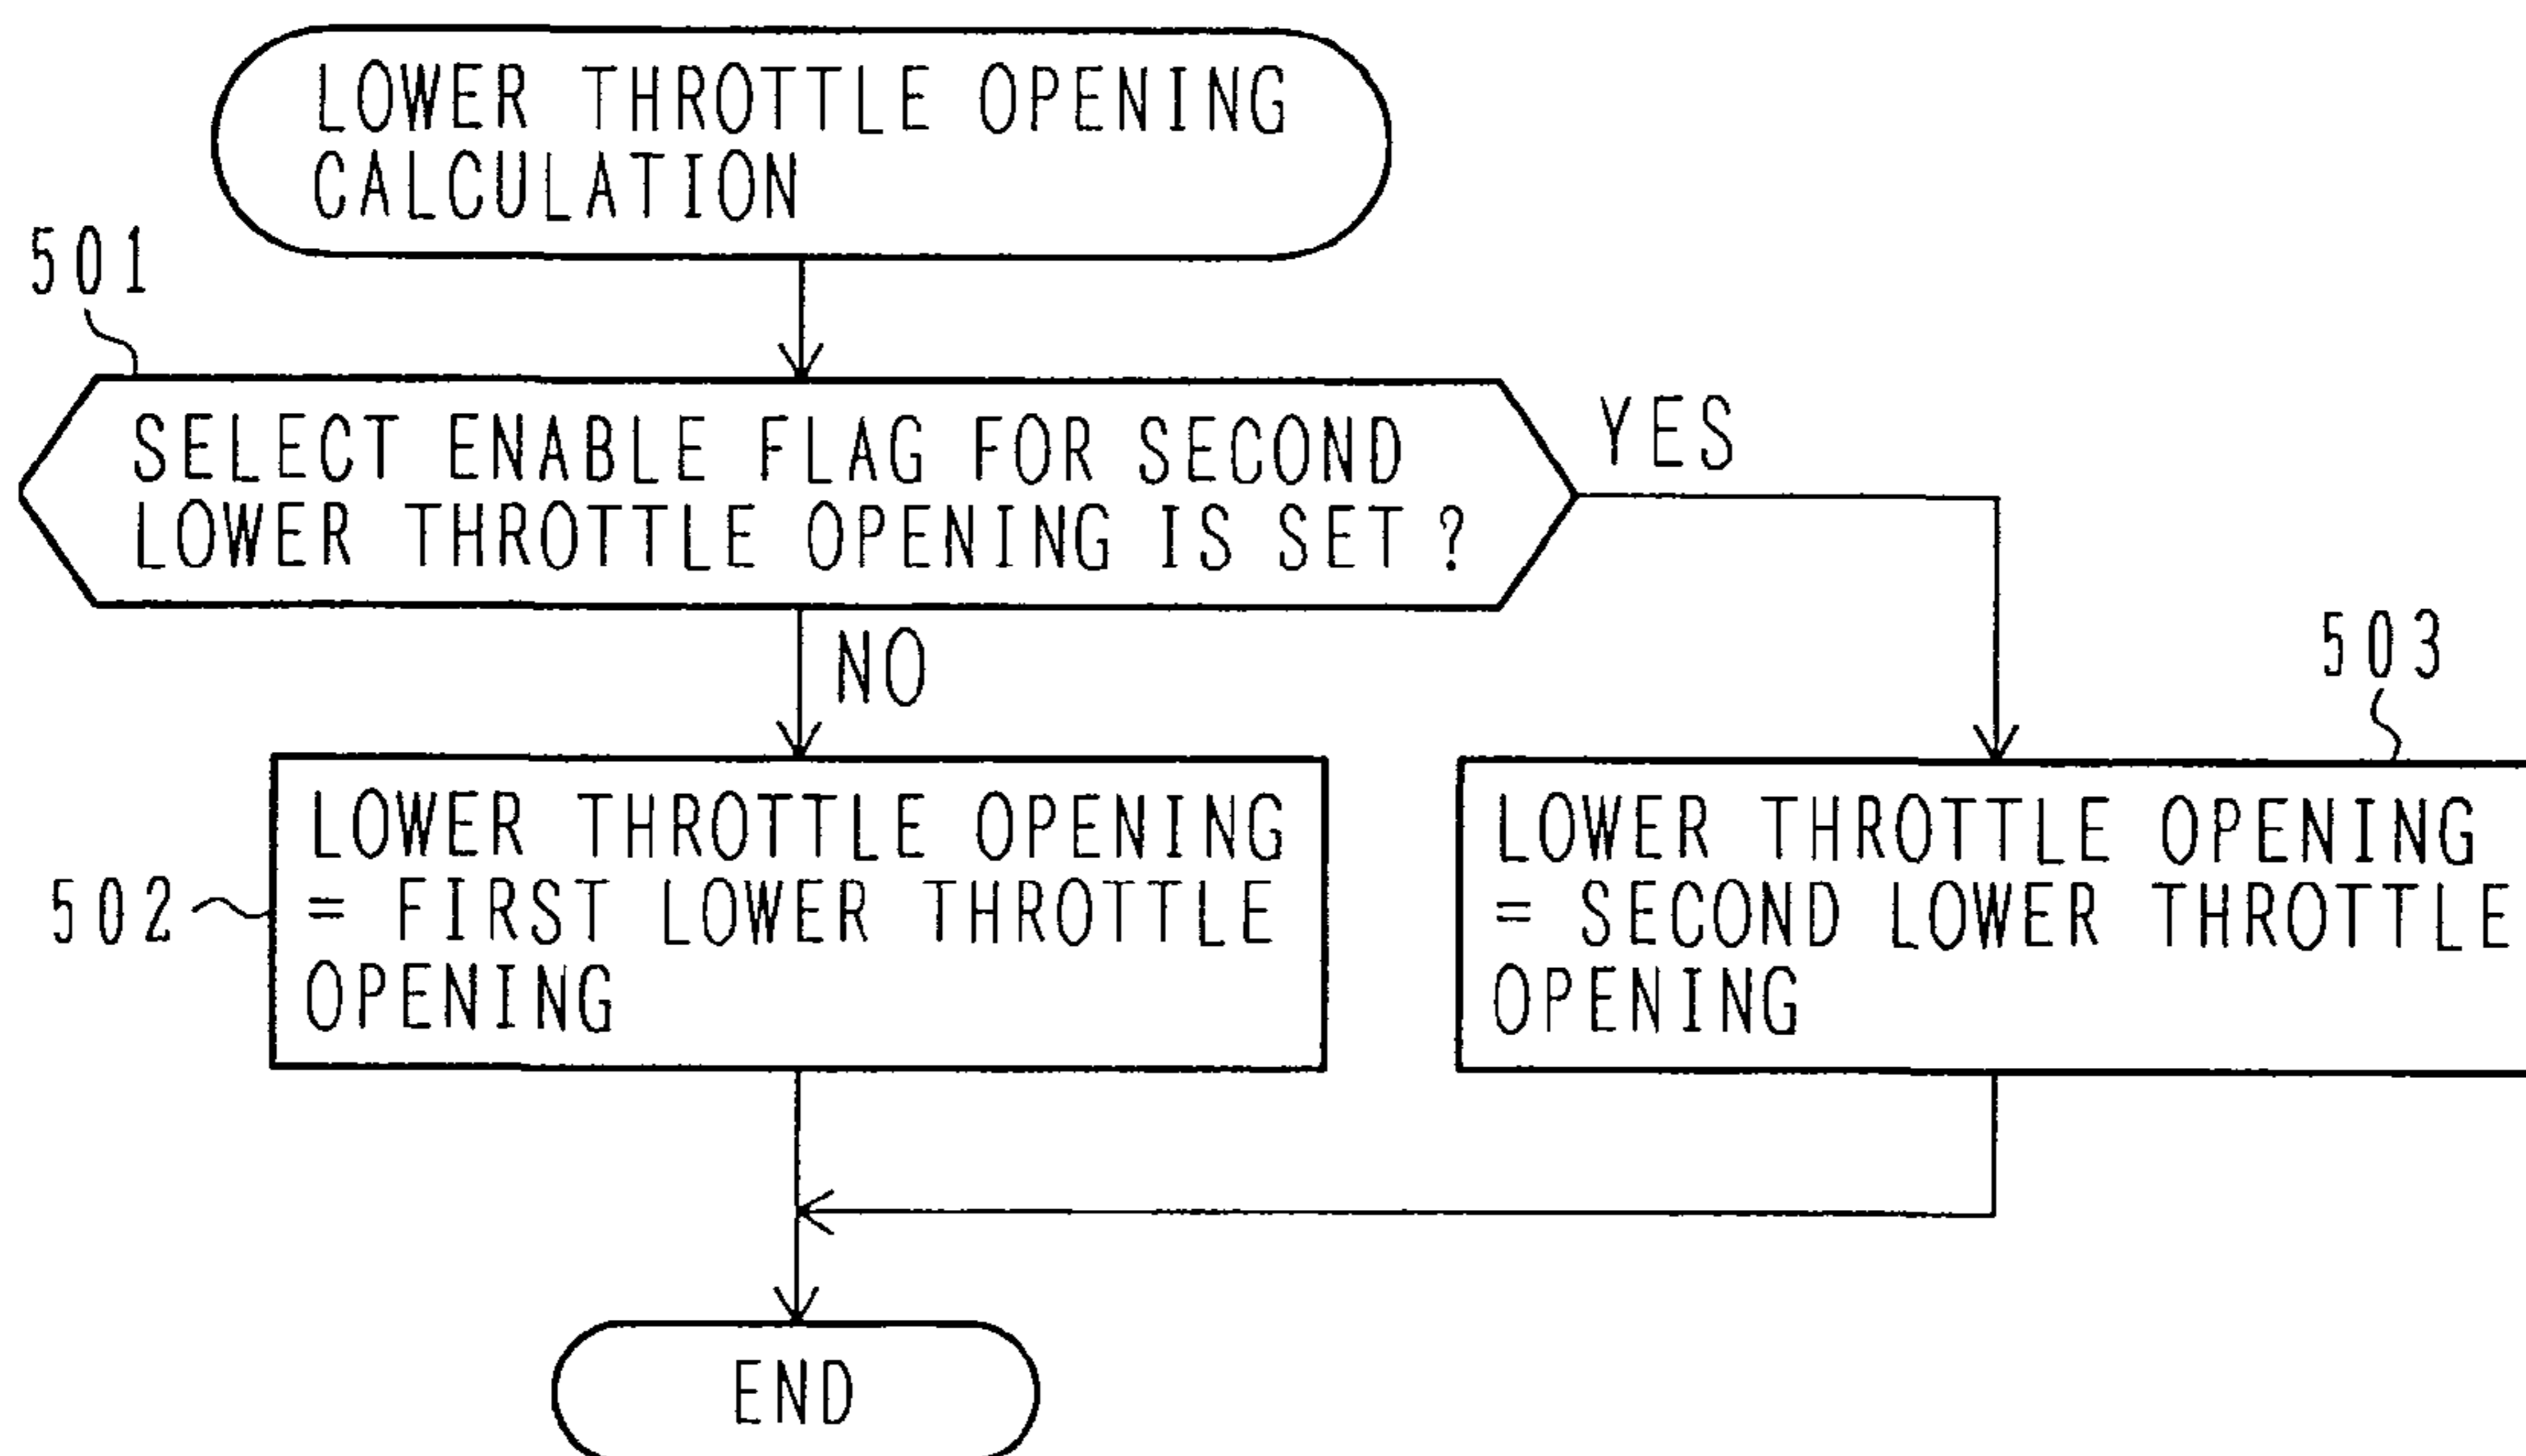 LOWER THROTTLE OPENING
CALCULATION
501
SELECT ENABLE FLAG FOR SECOND
LOWER THROTTLE OPENING IS SET ?
YES
NO
503
502
LOWER THROTTLE OPENING
= FIRST LOWER THROTTLE
OPENING
LOWER THROTTLE OPENING
= SECOND LOWER THROTTLE
OPENING
END